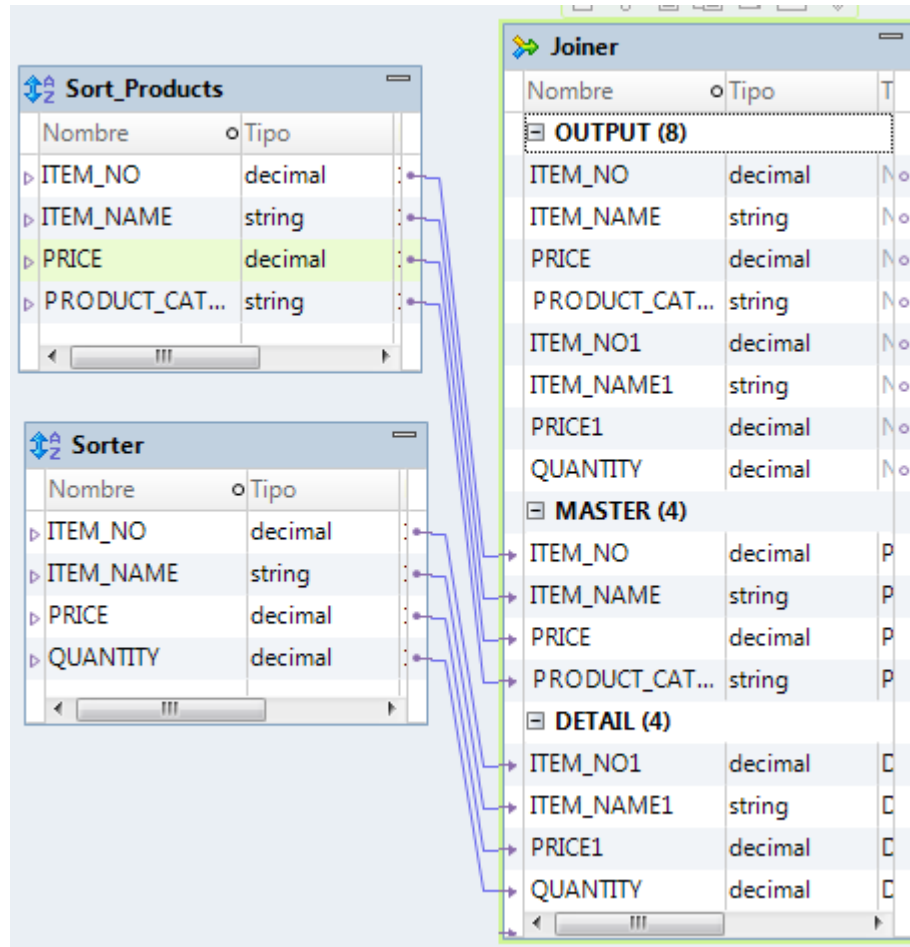 Sort_Products
Nombre Tipo
ITEM_NO decimal
ITEM_NAME string
PRICE decimal
PRODUCT_CAT... string
Sorter
Nombre Tipo
ITEM_NO decimal
ITEM_NAME string
PRICE decimal
QUANTITY decimal
Joiner
Nombre Tipo T
OUTPUT (8)
ITEM_NO decimal N
ITEM_NAME string N
PRICE decimal N
PRODUCT_CAT... string N
ITEM_NO1 decimal N
ITEM_NAME1 string N
PRICE1 decimal N
QUANTITY decimal N
MASTER (4)
ITEM_NO decimal P
ITEM_NAME string P
PRICE decimal P
PRODUCT_CAT... string P
DETAIL (4)
ITEM_NO1 decimal D
ITEM_NAME1 string D
PRICE1 decimal D
QUANTITY decimal D